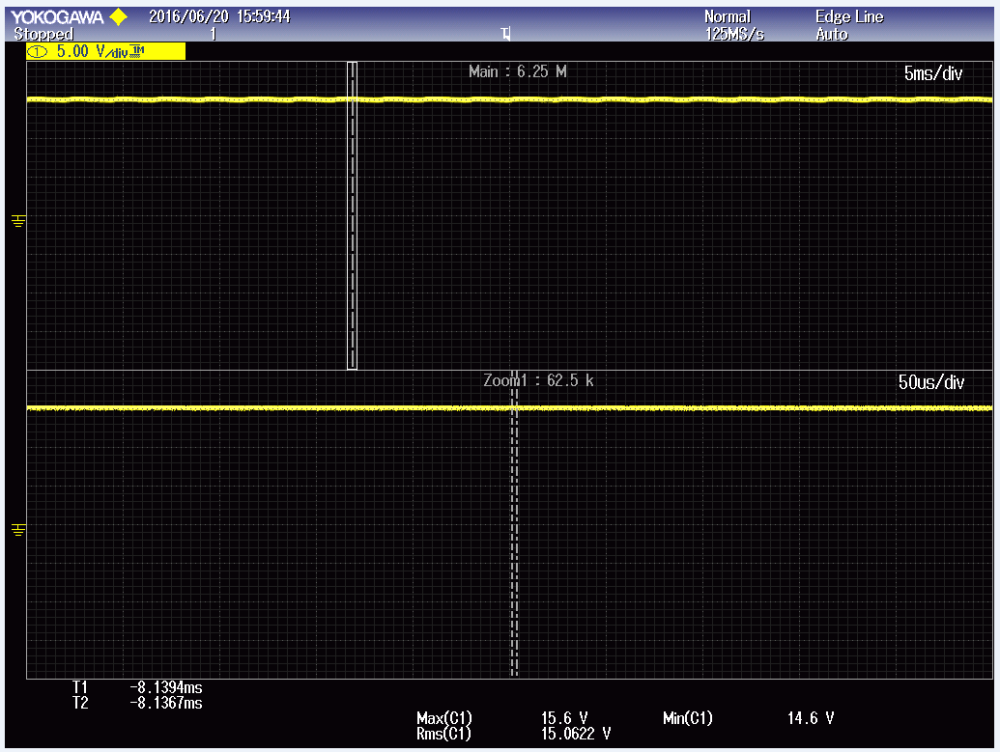 YOKOGAWA 2016/06/20 15:59:44 Normal Edge Line
Stopped 1 125MS/s Auto
1 5.00 V/div 1M
Main : 6.25 M 5ms/div
Zoom1 : 62.5 k 50us/div
T1 -8.1394ms
T2 -8.1367ms
Max(C1) 15.6 V Min(C1) 14.6 V
Rms(C1) 15.0622 V